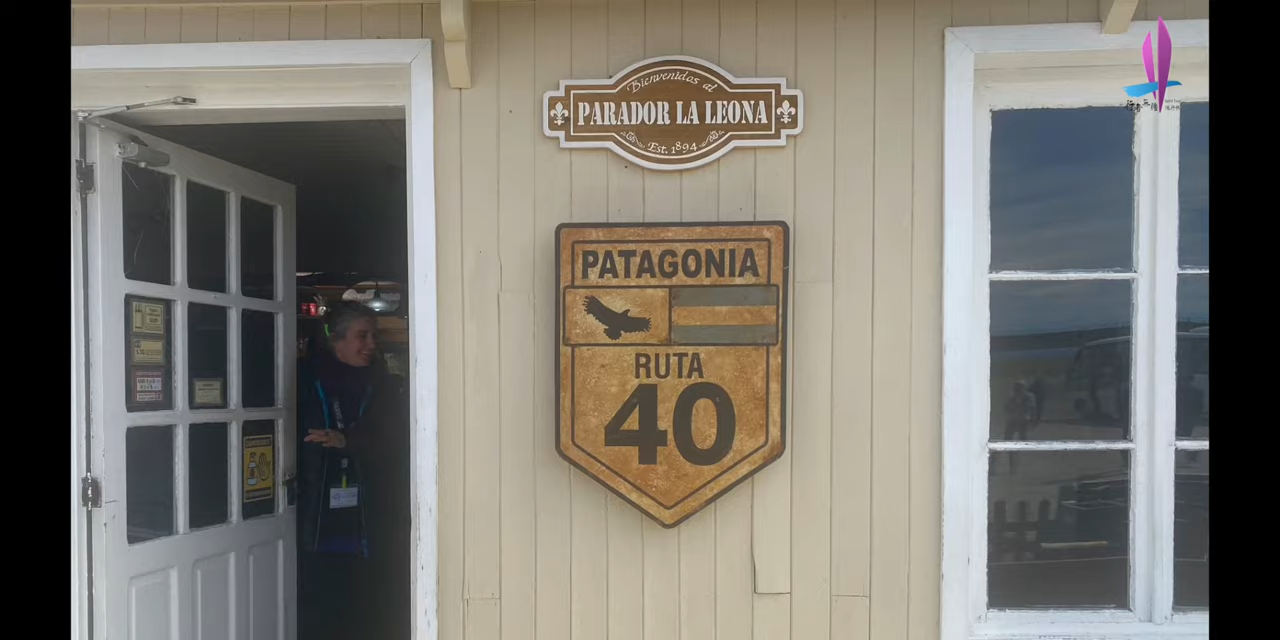 Bienvenidos al
PARADOR LA LEONA
Est. 1894
PATAGONIA
RUTA
40